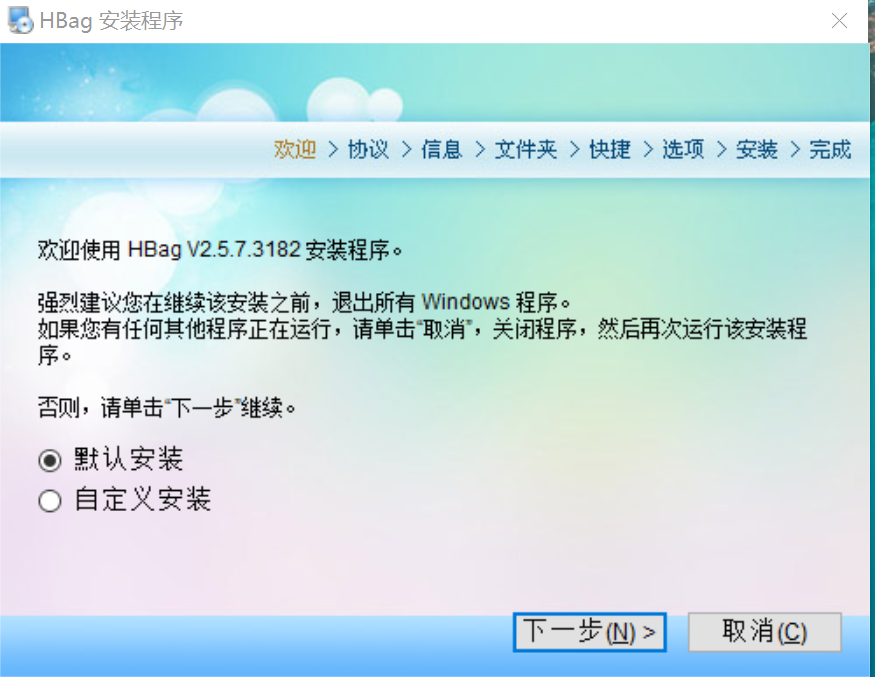 HBag 安装程序
欢迎 > 协议 > 信息 > 文件夹 > 快捷 > 选项 > 安装 > 完成
欢迎使用 HBag V2.5.7.3182 安装程序。
强烈建议您在继续该安装之前，退出所有 Windows 程序。
如果您有任何其他程序正在运行，请单击“取消”，关闭程序，然后再次运行该安装程
序。
否则，请单击“下一步”继续。
默认安装
自定义安装
下一步(N) >
取消(C)